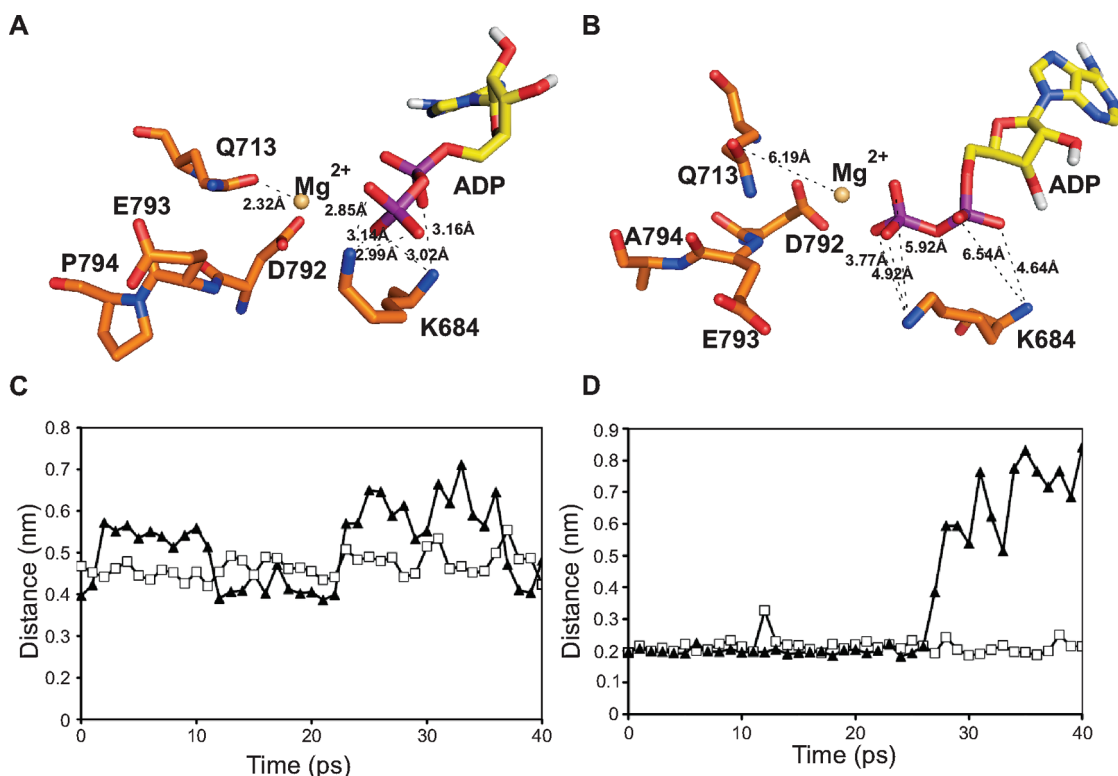 A
Q713
Mg2+
ADP
E793
2.32Å
2.85Å
3.14Å
3.16Å
2.99Å
3.02Å
P794
D792
K684
B
Q713
6.19Å
Mg2+
ADP
A794
D792
5.92Å
3.77Å
4.92Å
6.54Å
4.64Å
E793
K684
C
0.8
0.7
0.6
0.5
0.4
0.3
0.2
0.1
0
Distance (nm)
0
10
20
30
40
Time (ps)
D
0.9
0.8
0.7
0.6
0.5
0.4
0.3
0.2
0.1
0
Distance (nm)
0
10
20
30
40
Time (ps)